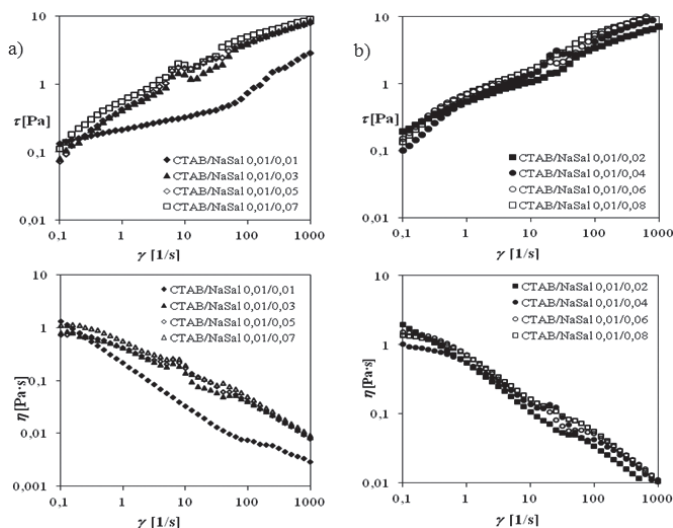 a)
10
1
τ[Pa]
0,1
0,01
0,1
1
10
100
1000
γ [1/s]
◆CTAB/NaSal 0,01/0,01
▲CTAB/NaSal 0,01/0,03
◇CTAB/NaSal 0,01/0,05
□CTAB/NaSal 0,01/0,07
b)
10
1
τ[Pa]
0,1
0,01
0,1
1
10
100
1000
γ [1/s]
■CTAB/NaSal 0,01/0,02
●CTAB/NaSal 0,01/0,04
○CTAB/NaSal 0,01/0,06
□CTAB/NaSal 0,01/0,08
10
1
η[Pa·s]
0,1
0,01
0,001
0,1
1
10
100
1000
γ [1/s]
◆CTAB/NaSal 0,01/0,01
▲CTAB/NaSal 0,01/0,03
◇CTAB/NaSal 0,01/0,05
△CTAB/NaSal 0,01/0,07
10
1
η[Pa·s]
0,1
0,01
0,1
1
10
100
1000
γ [1/s]
■CTAB/NaSal 0,01/0,02
●CTAB/NaSal 0,01/0,04
○CTAB/NaSal 0,01/0,06
□CTAB/NaSal 0,01/0,08